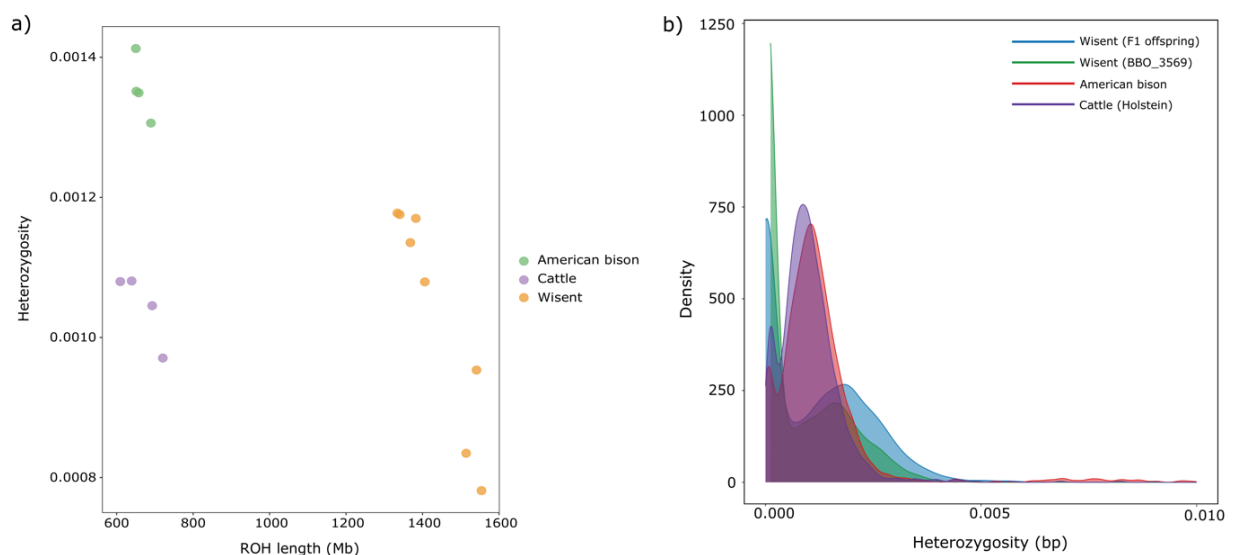 a)
0.0014
0.0012
0.0010
0.0008
Heterozygosity
600
800
1000
1200
1400
1600
ROH length (Mb)
American bison
Cattle
Wisent
b)
1250
1000
750
500
250
0
Density
0.000
0.005
0.010
Heterozygosity (bp)
Wisent (F1 offspring)
Wisent (BBO_3569)
American bison
Cattle (Holstein)